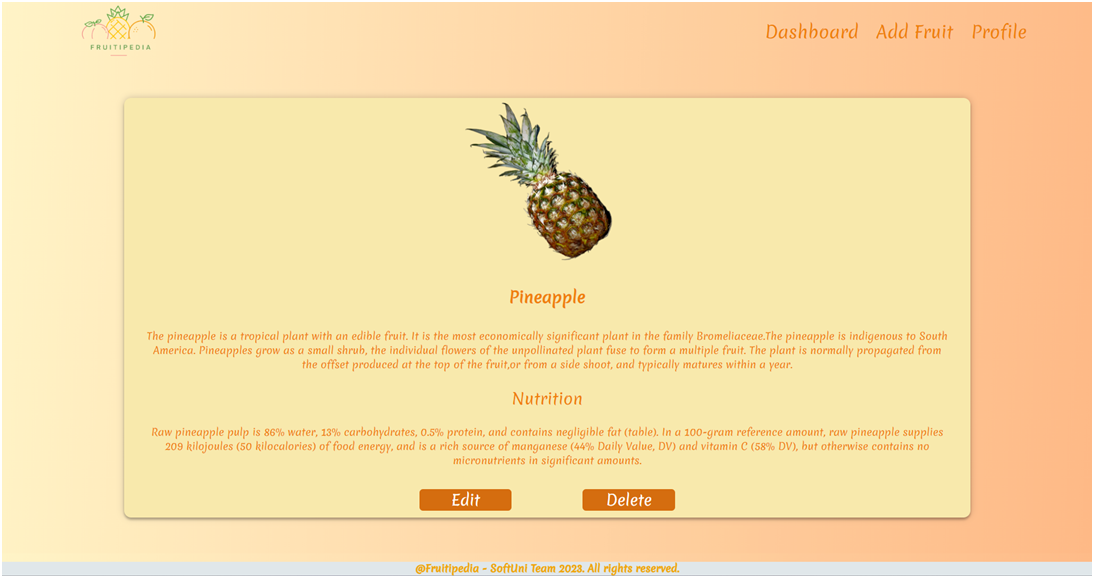 FRUITIPEDIA
Dashboard Add Fruit Profile
Pineapple
The pineapple is a tropical plant with an edible fruit. It is the most economically significant plant in the family Bromeliaceae.The pineapple is indigenous to South
America. Pineapples grow as a small shrub, the individual flowers of the unpollinated plant fuse to form a multiple fruit. The plant is normally propagated from
the offset produced at the top of the fruit,or from a side shoot, and typically matures within a year.
Nutrition
Raw pineapple pulp is 86% water, 13% carbohydrates, 0.5% protein, and contains negligible fat (table). In a 100-gram reference amount, raw pineapple supplies
209 kilojoules (50 kilocalories) of food energy, and is a rich source of manganese (44% Daily Value, DV) and vitamin C (58% DV), but otherwise contains no
micronutrients in significant amounts.
Edit Delete
@Fruitipedia - SoftUni Team 2023. All rights reserved.